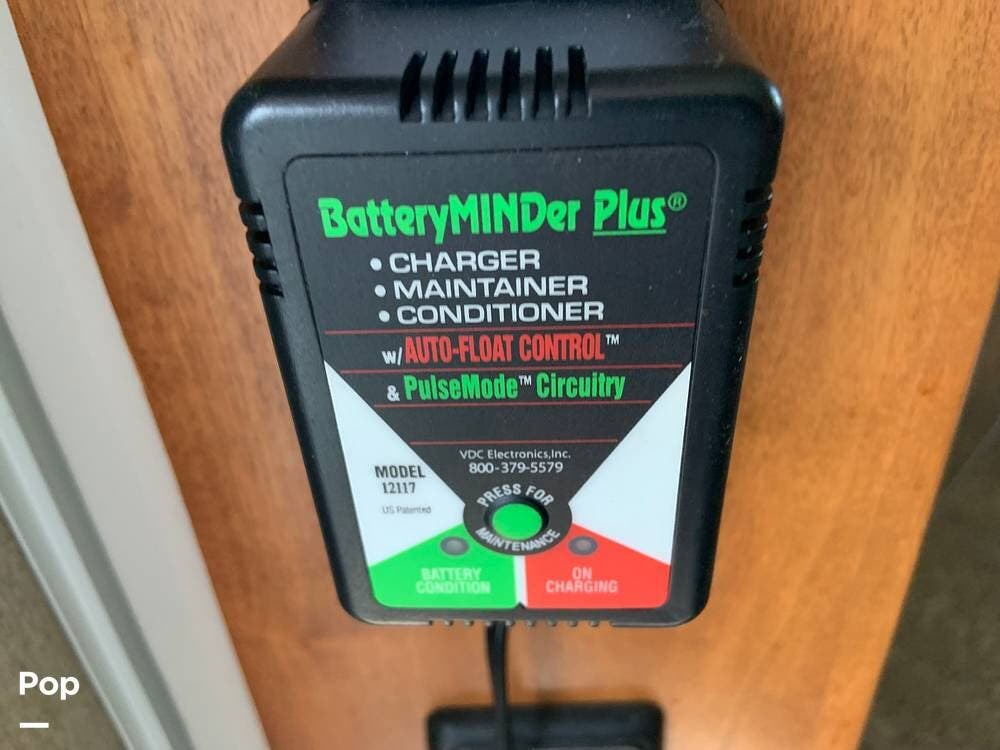 BatteryMINDer Plus®
• CHARGER
• MAINTAINER
• CONDITIONER
w/ AUTO-FLOAT CONTROL™
& PulseMode™ Circuitry
VDC Electronics,Inc.
800-379-5579
MODEL
12117
US Patented
PRESS FOR
MAINTENANCE
BATTERY
CONDITION
ON
CHARGING
Pop